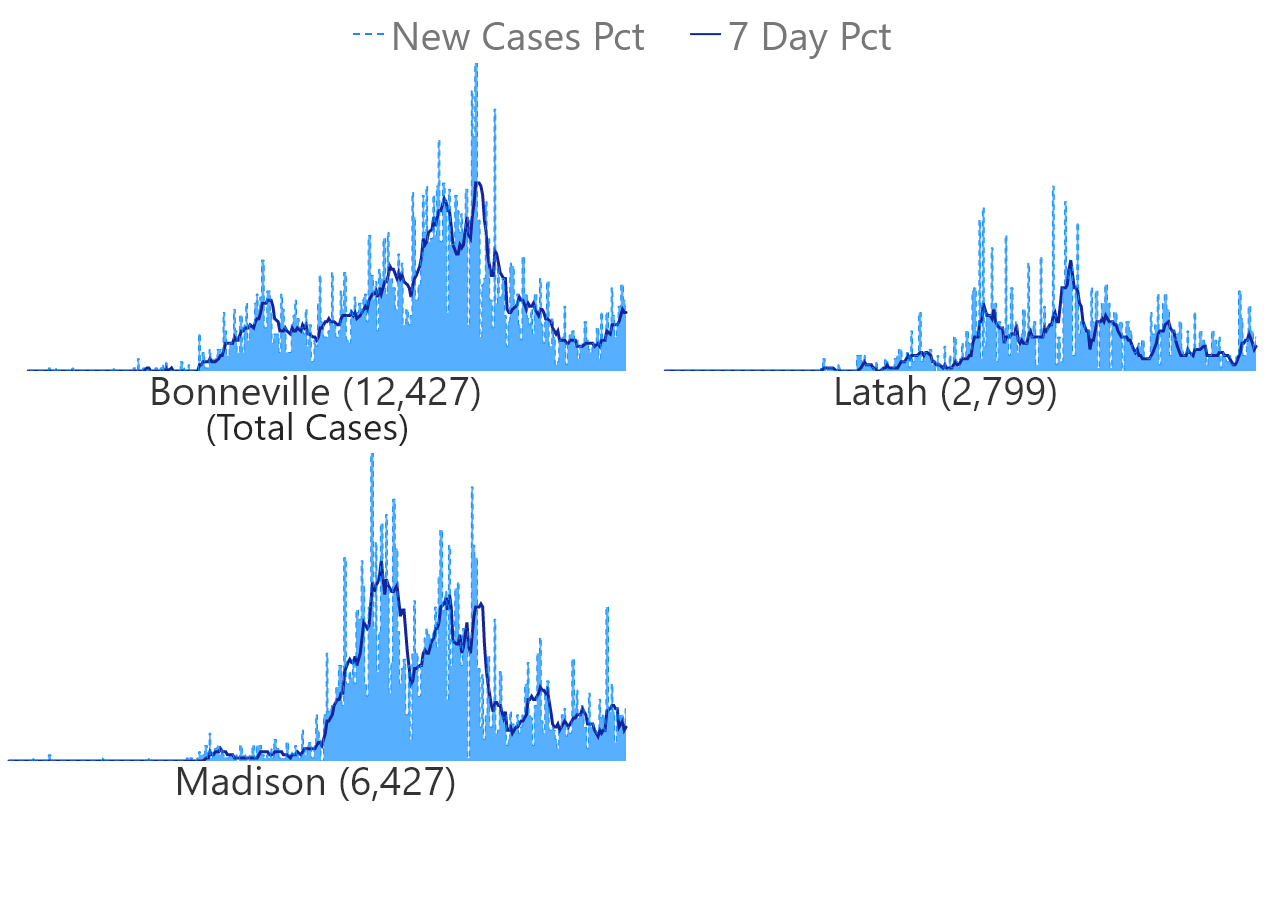 New Cases Pct 7 Day Pct
Bonneville (12,427)
(Total Cases)
Latah (2,799)
Madison (6,427)